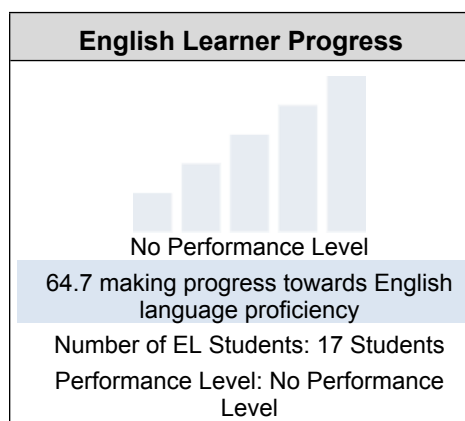 English Learner Progress
No Performance Level
64.7 making progress towards English
language proficiency
Number of EL Students: 17 Students
Performance Level: No Performance
Level